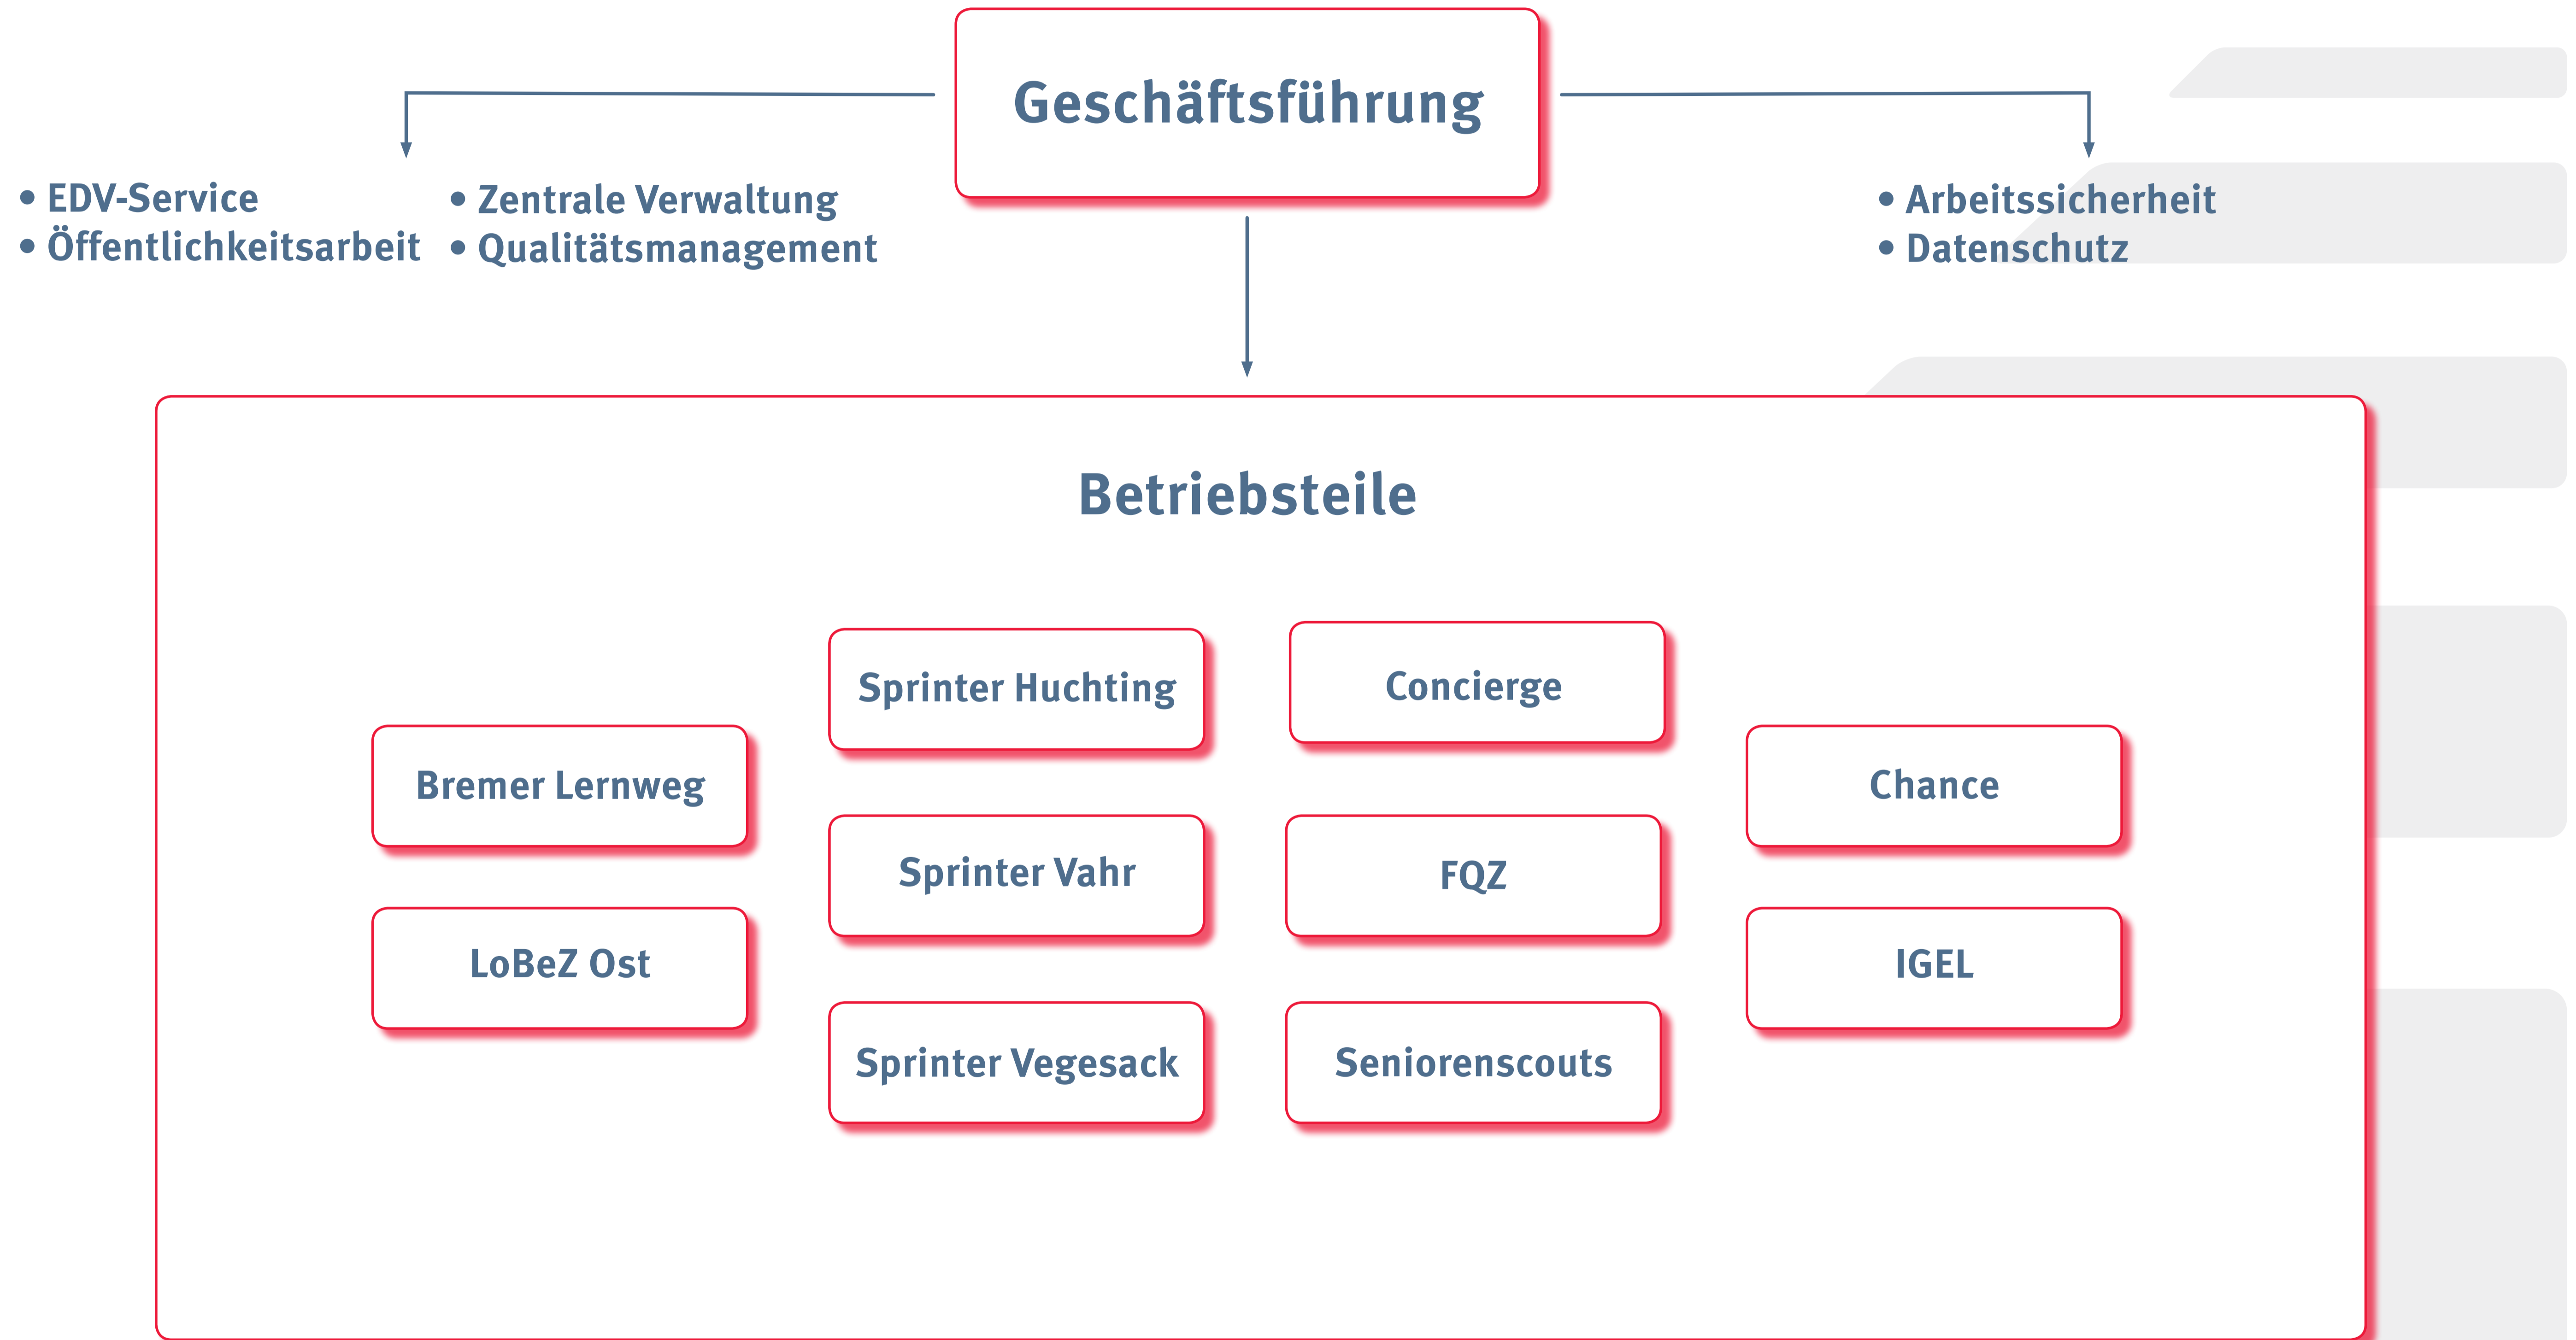 Geschäftsführung
• EDV-Service
• Öffentlichkeitsarbeit
• Zentrale Verwaltung
• Qualitätsmanagement
• Arbeitssicherheit
• Datenschutz
Betriebsteile
Bremer Lernweg
LoBeZ Ost
Sprinter Huchting
Sprinter Vahr
Sprinter Vegesack
Concierge
FQZ
Seniorenscouts
Chance
IGEL